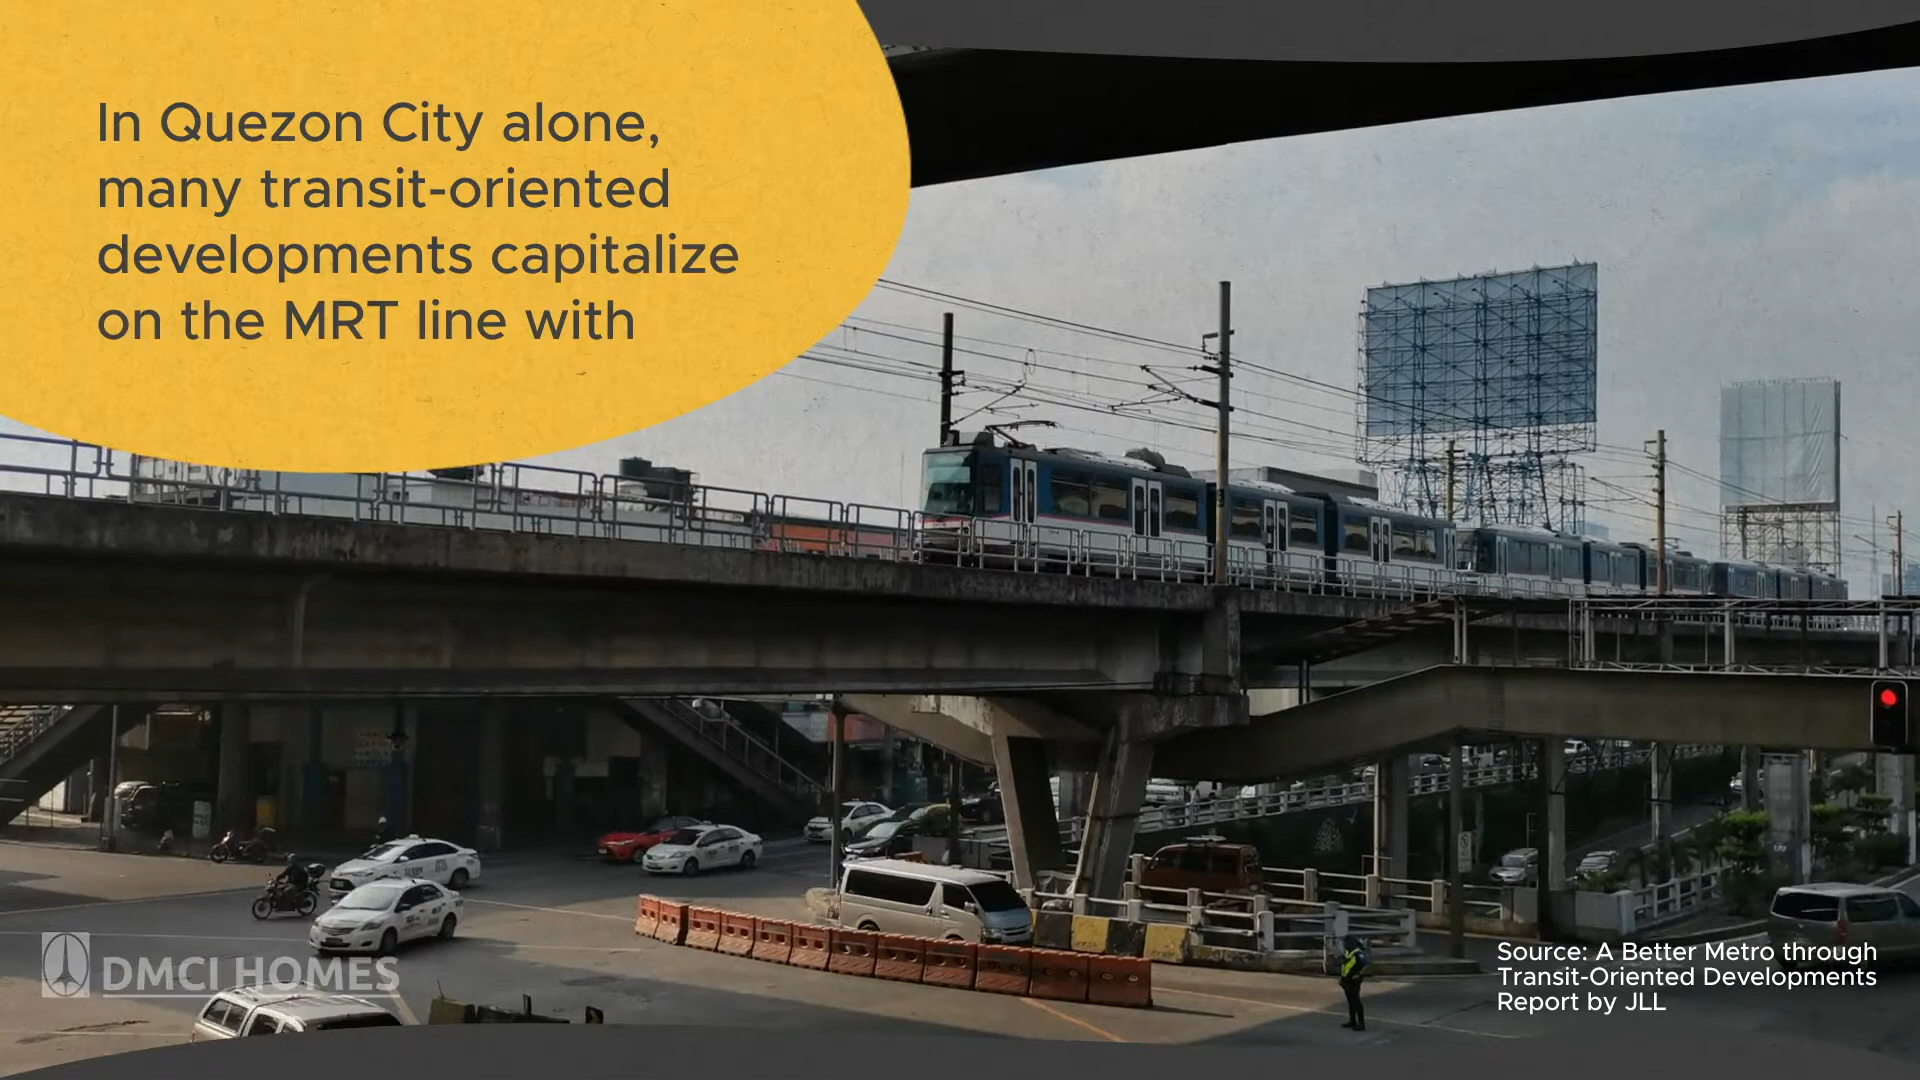 In Quezon City alone,
many transit-oriented
developments capitalize
on the MRT line with
DMCI HOMES
Source: A Better Metro through
Transit-Oriented Developments
Report by JLL